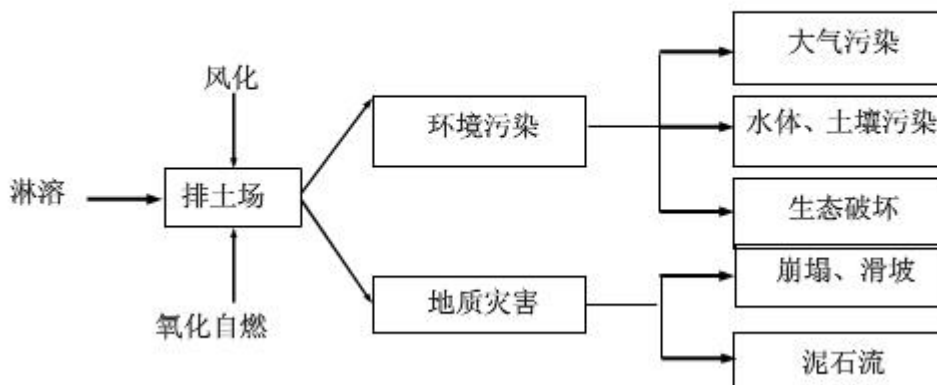 风化
淋溶
排土场
氧化自燃
环境污染
地质灾害
大气污染
水体、土壤污染
生态破坏
崩塌、滑坡
泥石流